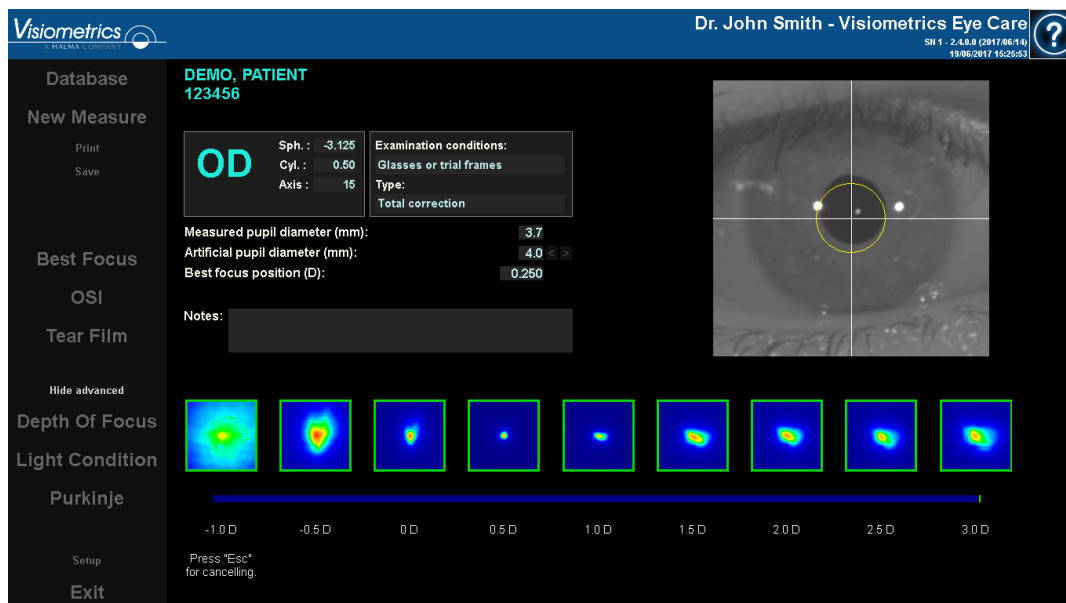 Visiometrics
A HALMA COMPANY
Dr. John Smith - Visiometrics Eye Care
SN 1 - 2.4.0.0 (2017/06/14)
19/06/2017 15:25:53
?
Database
New Measure
Print
Save
Best Focus
OSI
Tear Film
Hide advanced
Depth Of Focus
Light Condition
Purkinje
Setup
Exit
DEMO, PATIENT
123456
OD
Sph. : -3.125
Cyl. : 0.50
Axis : 15
Examination conditions:
Glasses or trial frames
Type:
Total correction
Measured pupil diameter (mm): 3.7
Artificial pupil diameter (mm): 4.0 < >
Best focus position (D): 0.250
Notes:
-1.0 D -0.5 D 0 D 0.5 D 1.0 D 1.5 D 2.0 D 2.5 D 3.0 D
Press "Esc"
for cancelling.